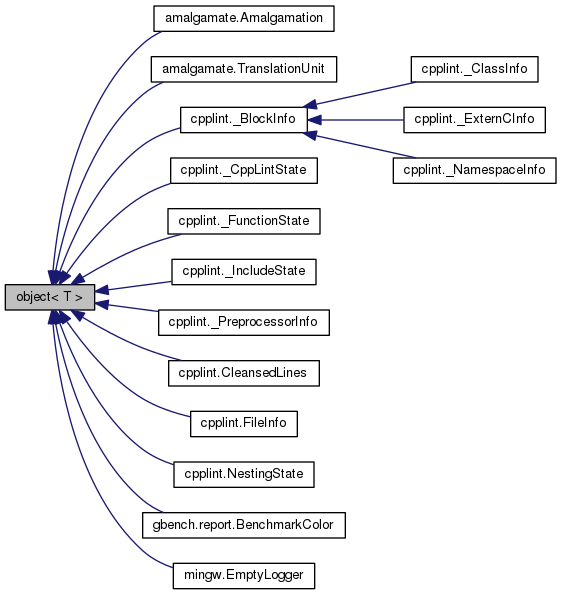 amalgamate.Amalgamation
amalgamate.TranslationUnit
cpplint._ClassInfo
cpplint._BlockInfo
cpplint._ExternCInfo
cpplint._CppLintState
cpplint._NamespaceInfo
cpplint._FunctionState
cpplint._IncludeState
object< T >
cpplint._PreprocessorInfo
cpplint.CleansedLines
cpplint.FileInfo
cpplint.NestingState
gbench.report.BenchmarkColor
mingw.EmptyLogger